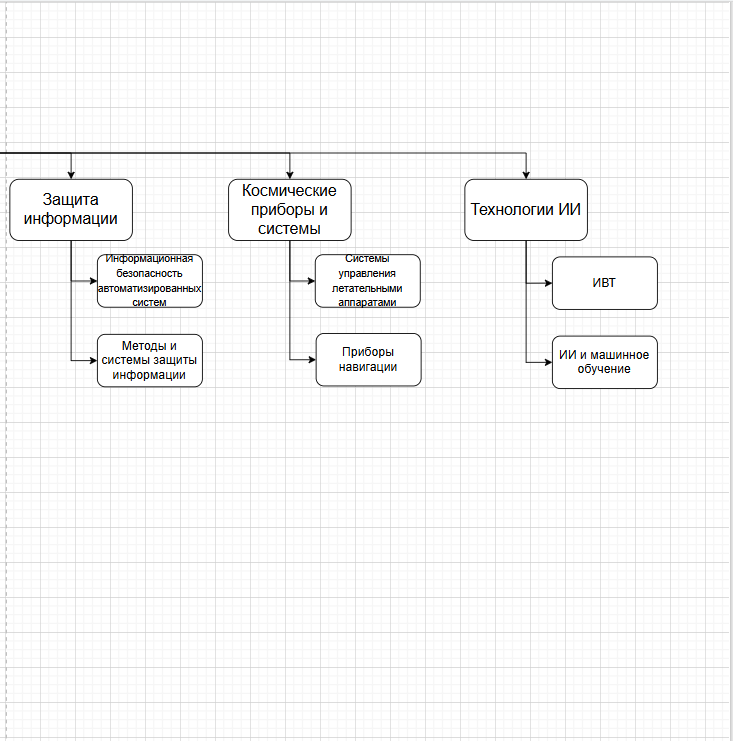 Защита
информации
Космические
приборы и
системы
Технологии ИИ
Информационная
безопасность
автоматизированных
систем
Системы
управления
летательными
аппаратами
ИВТ
Методы и
системы защиты
информации
Приборы
навигации
ИИ и машинное
обучение